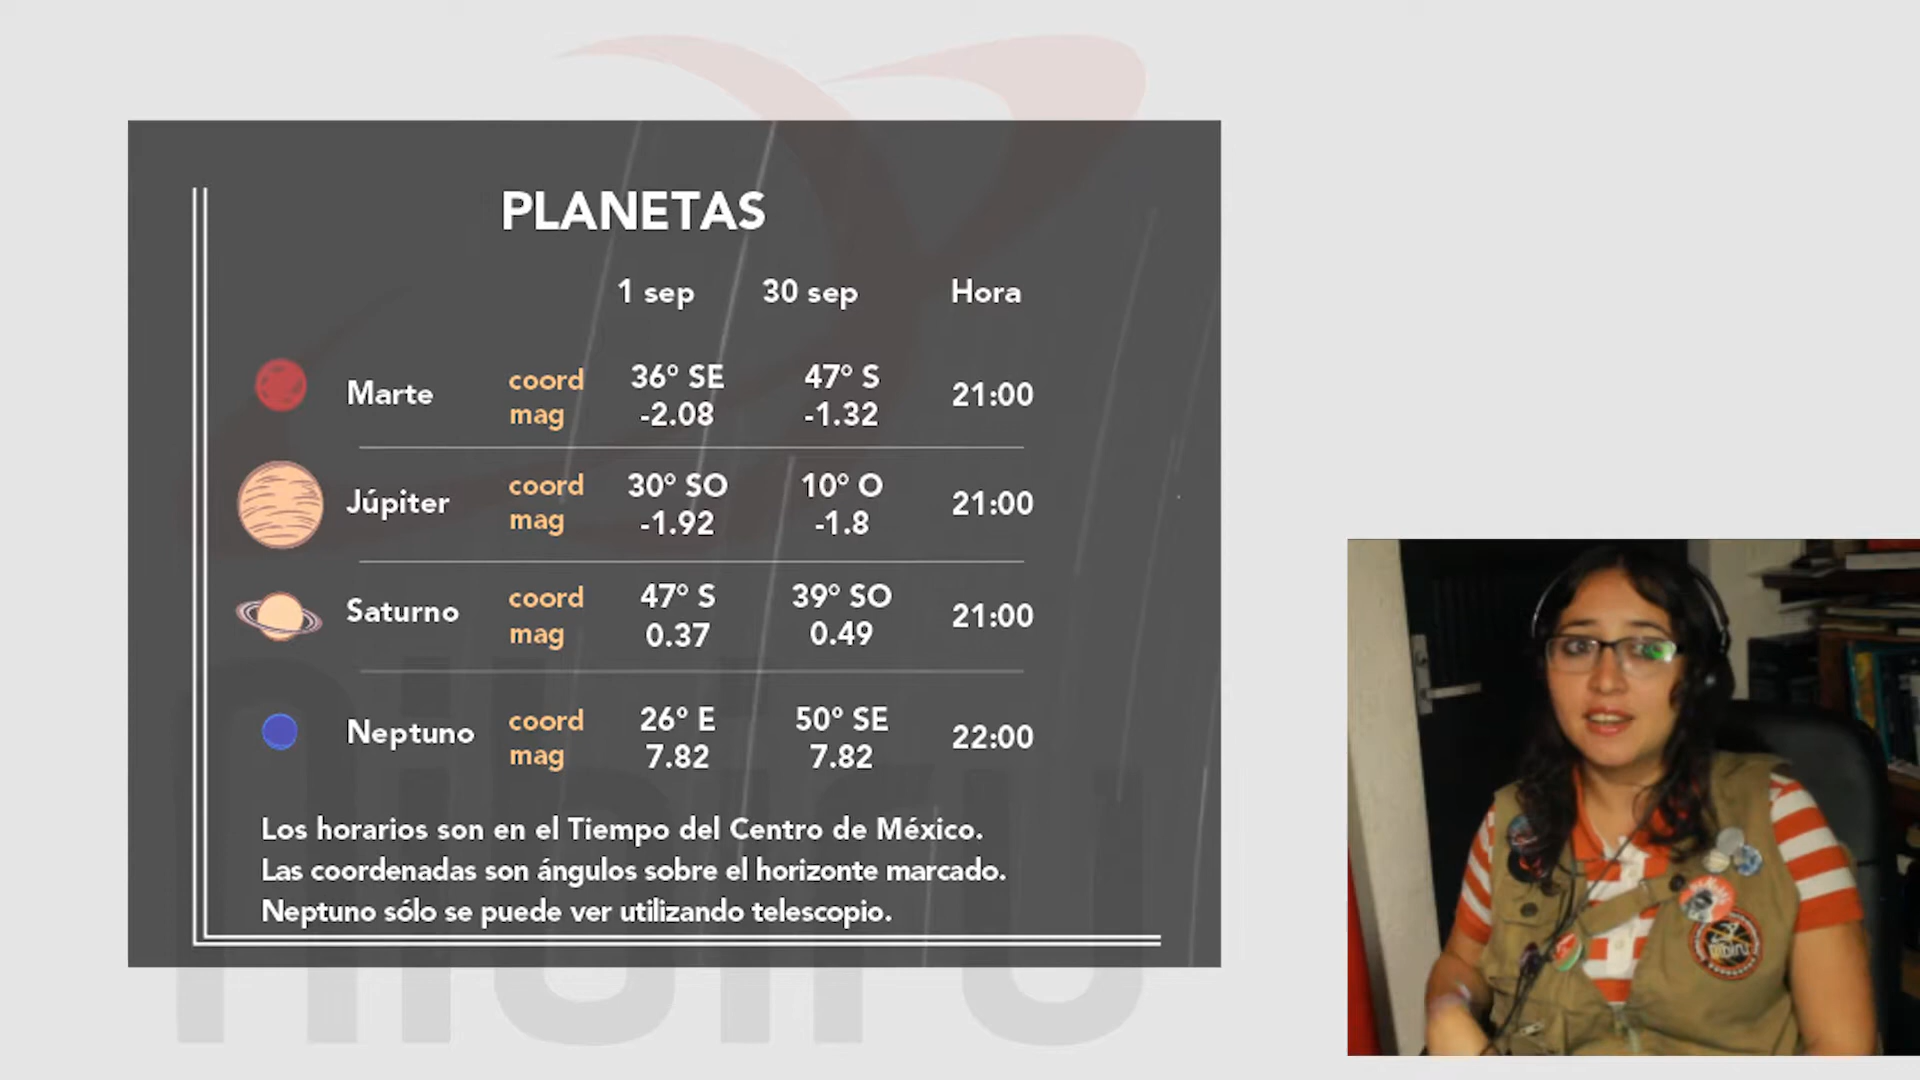 PLANETAS
1 sep 30 sep Hora
Marte coord 36° SE 47° S 21:00
mag -2.08 -1.32
Júpiter coord 30° SO 10° O 21:00
mag -1.92 -1.8
Saturno coord 47° S 39° SO 21:00
mag 0.37 0.49
Neptuno coord 26° E 50° SE 22:00
mag 7.82 7.82
Los horarios son en el Tiempo del Centro de México.
Las coordenadas son ángulos sobre el horizonte marcado.
Neptuno sólo se puede ver utilizando telescopio.
nibiru
nibiru